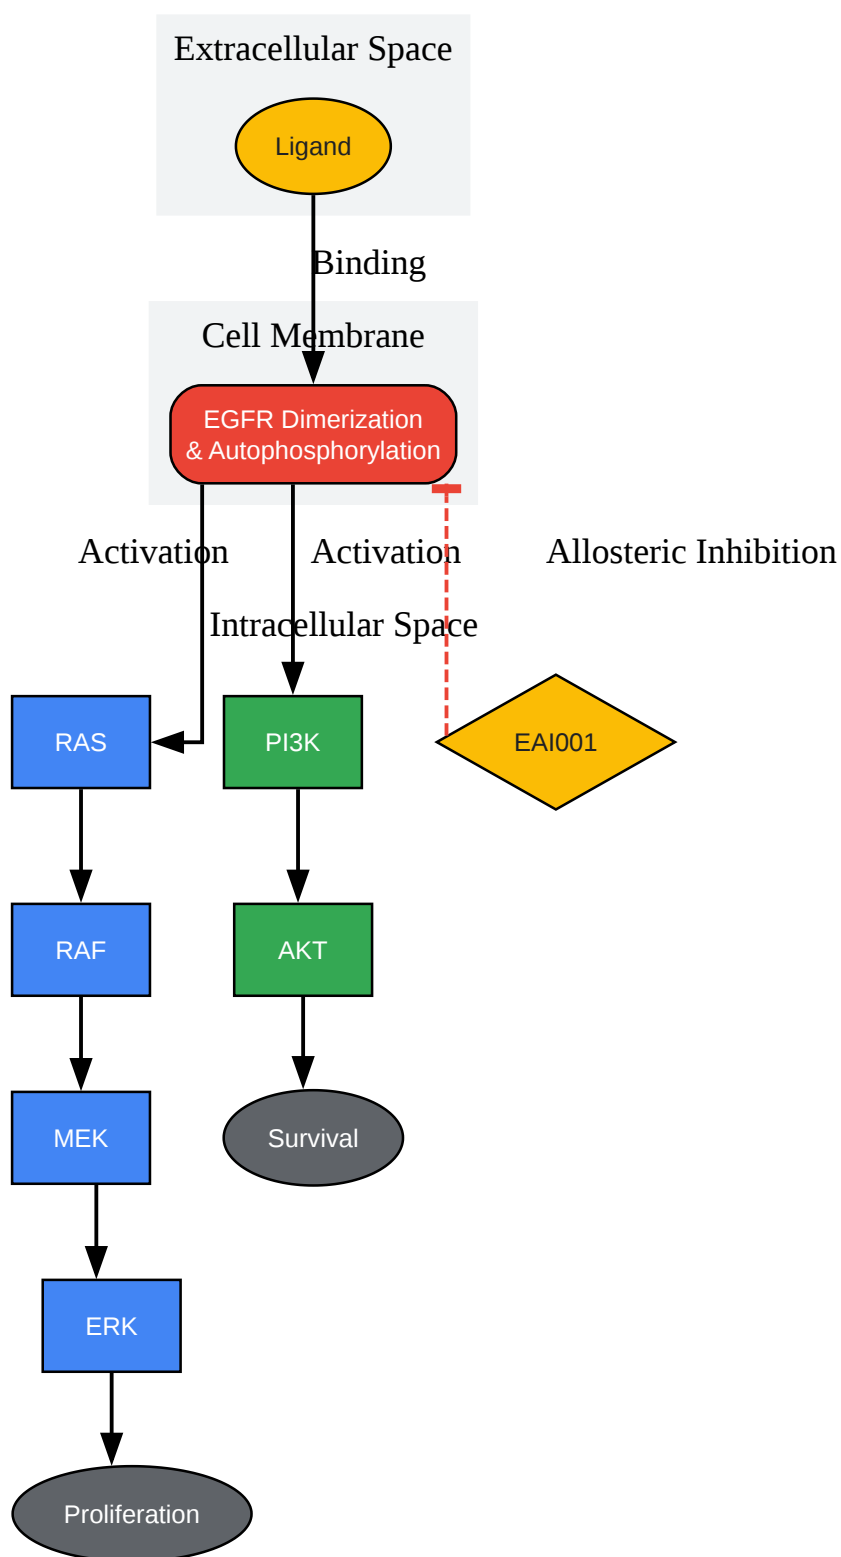 Extracellular Space
Ligand
Binding
Cell Membrane
EGFR Dimerization
& Autophosphorylation
Activation
Activation
Allosteric Inhibition
Intracellular Space
RAS
PI3K
EAI001
RAF
AKT
MEK
Survival
ERK
Proliferation